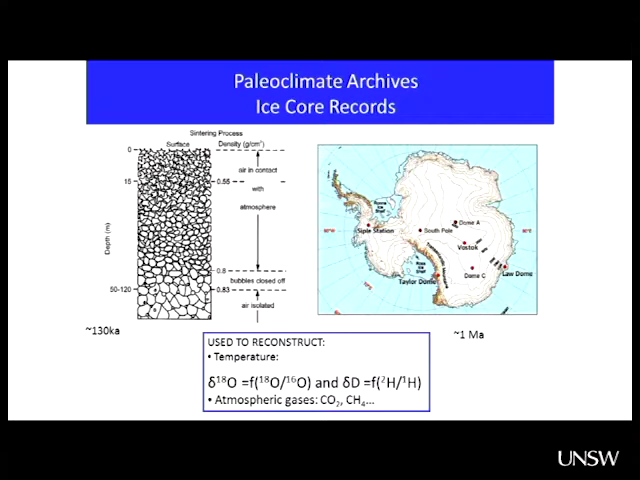 Paleoclimate Archives
Ice Core Records
Sintering Process
Surface
Density (g/cm³)
0
air in contact
15
0.55
with
atmosphere
Depth (m)
0.8
bubbles closed off
50-120
0.83
air isolated
~130ka
Siple Station
South Pole
Dome A
Vostok
Dome C
Law Dome
Taylor Dome
~1 Ma
USED TO RECONSTRUCT:
• Temperature:
δ¹⁸O =f(¹⁸O/¹⁶O) and δD =f(²H/¹H)
• Atmospheric gases: CO₂, CH₄...
UNSW